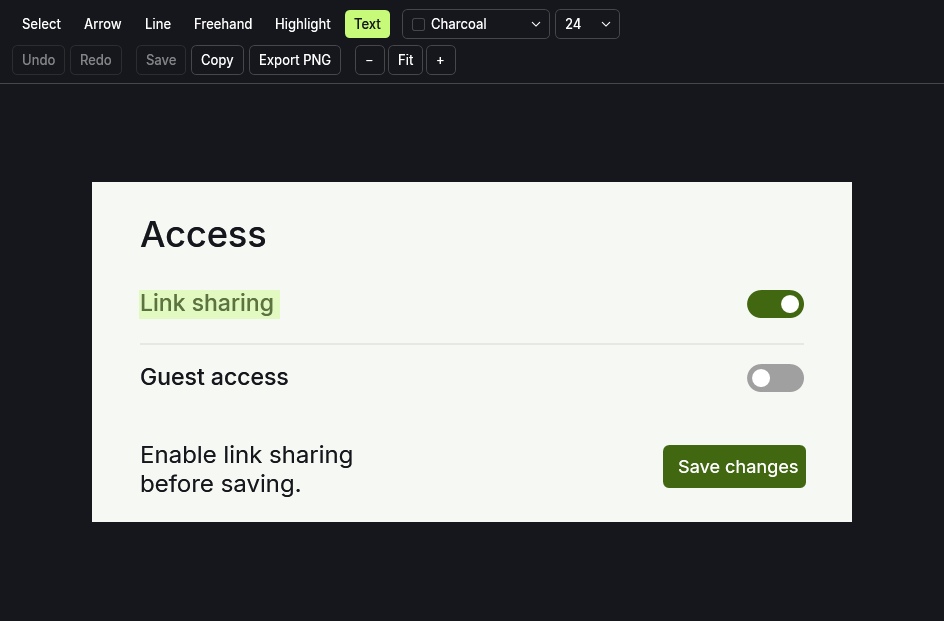 Select Arrow Line Freehand Highlight Text Charcoal 24
Undo Redo Save Copy Export PNG − Fit +
Access
Link sharing
Guest access
Enable link sharing
before saving.
Save changes